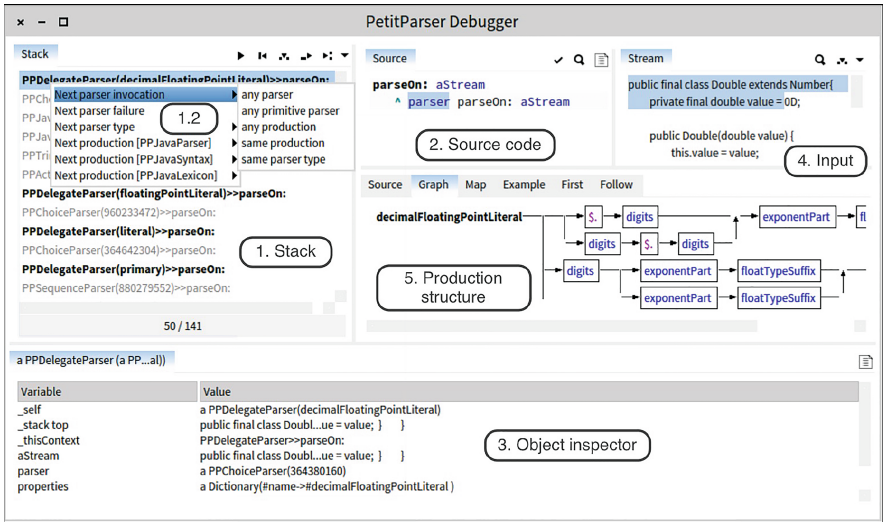 PetitParser Debugger
Stack
PPDelegateParser(decimalFloatingPointLiteral)>>parseOn:
Next parser invocation
Next parser failure
Next parser type
Next production [PPJavaParser]
Next production [PPJavaSyntax]
Next production [PPJavaLexicon]
any parser
any primitive parser
any production
same production
same parser type
1.2
PPCho
PPJav
PPJav
PPTri
PPAct
PPDelegateParser(floatingPointLiteral)>>parseOn:
PPChoiceParser(960233472)>>parseOn:
PPDelegateParser(literal)>>parseOn:
PPChoiceParser(364642304)>>parseOn:
PPDelegateParser(primary)>>parseOn:
PPSequenceParser(880279552)>>parseOn:
1. Stack
50 / 141
Source
parseOn: aStream
^ parser parseOn: aStream
2. Source code
Stream
public final class Double extends Number{
private final double value = 0D;
public Double(double value) {
this.value = value;
4. Input
Source Graph Map Example First Follow
decimalFloatingPointLiteral
$. digits exponentPart fl
digits $. digits
digits exponentPart floatTypeSuffix
exponentPart floatTypeSuffix
5. Production
structure
a PPDelegateParser (a PP...al))
Variable Value
_self a PPDelegateParser(decimalFloatingPointLiteral)
_stack top public final class Doubl...ue = value; } }
_thisContext PPDelegateParser>>parseOn:
aStream public final class Doubl...ue = value; } }
parser a PPChoiceParser(364380160)
properties a Dictionary(#name->#decimalFloatingPointLiteral )
3. Object inspector